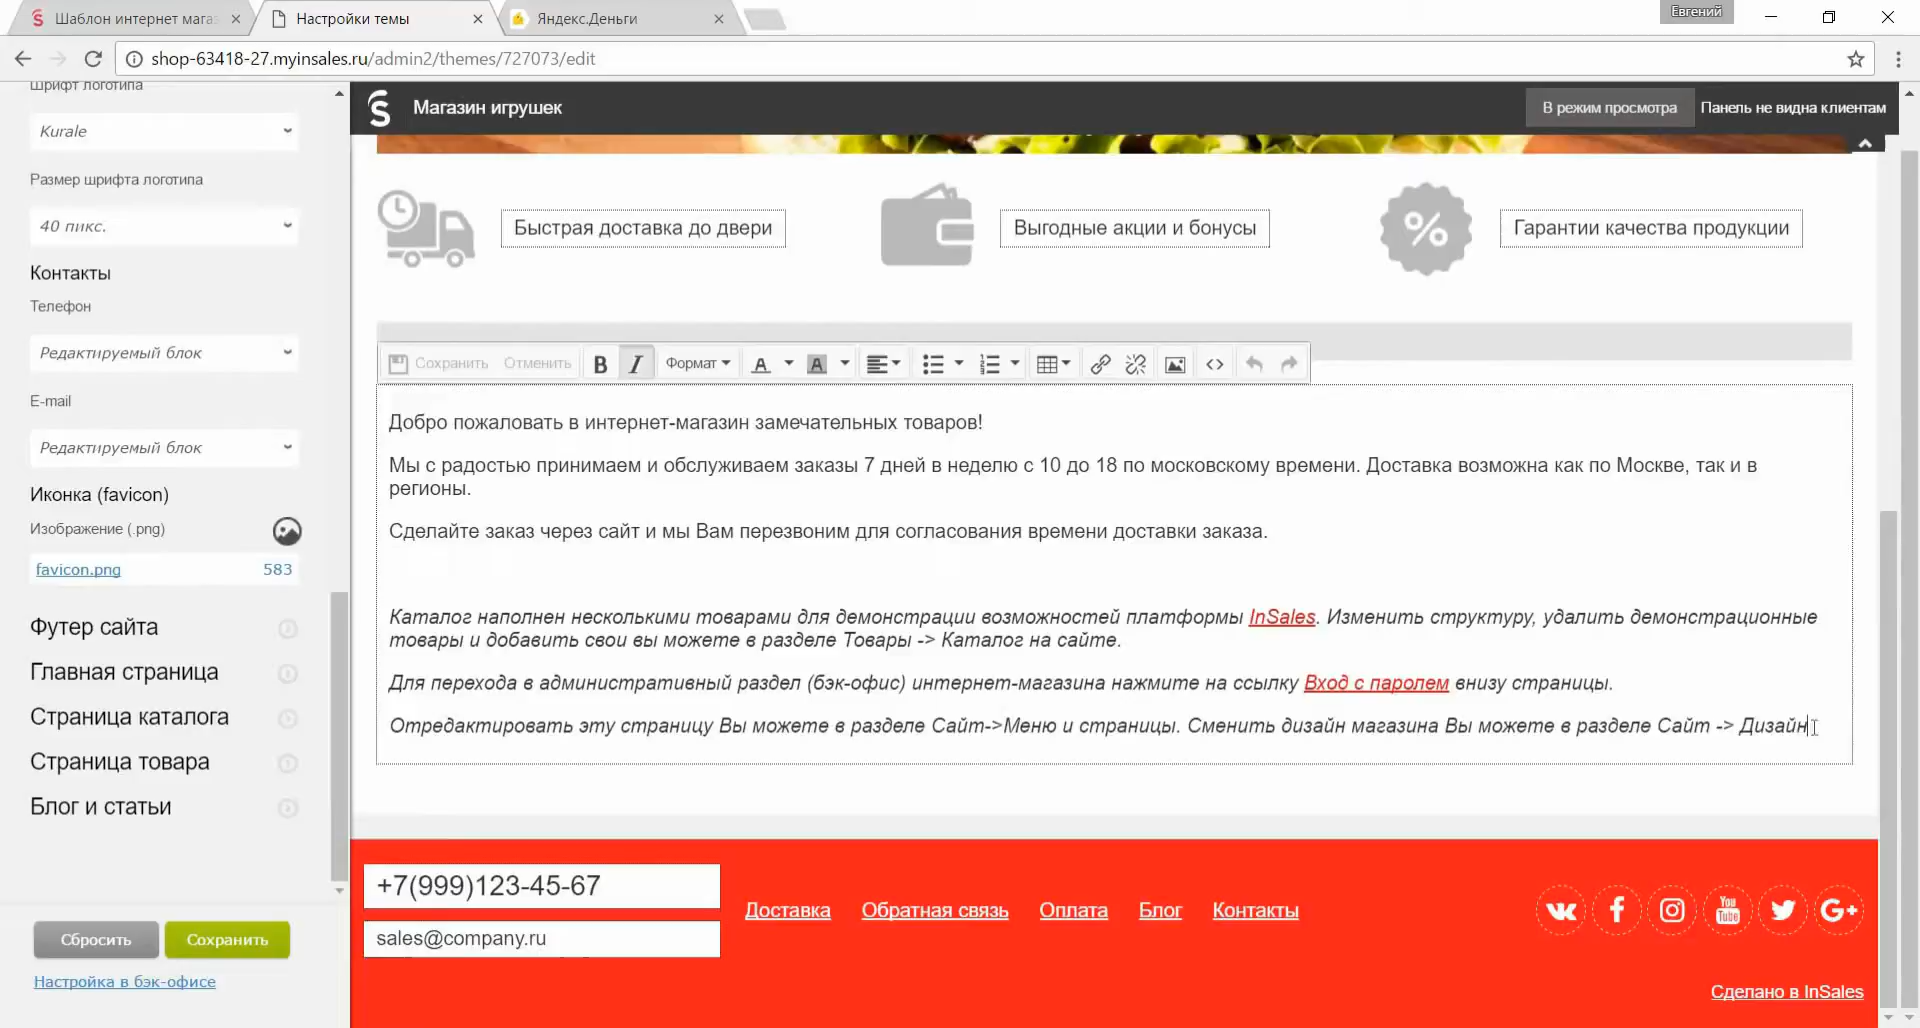 Шаблон интернет мага
Настройки темы
Яндекс.Деньги
Евгений
shop-63418-27.myinsales.ru/admin2/themes/727073/edit
Шрифт логотипа
Kurale
Размер шрифта логотипа
40 пикс.
Контакты
Телефон
Редактируемый блок
E-mail
Редактируемый блок
Иконка (favicon)
Изображение (.png)
favicon.png 583
Футер сайта
Главная страница
Страница каталога
Страница товара
Блог и статьи
Сбросить
Сохранить
Настройка в бэк-офисе
Магазин игрушек
В режим просмотра
Панель не видна клиентам
Быстрая доставка до двери
Выгодные акции и бонусы
%
Гарантии качества продукции
Сохранить Отменить B I Формат A A
Добро пожаловать в интернет-магазин замечательных товаров!
Мы с радостью принимаем и обслуживаем заказы 7 дней в неделю с 10 до 18 по московскому времени. Доставка возможна как по Москве, так и в
регионы.
Сделайте заказ через сайт и мы Вам перезвоним для согласования времени доставки заказа.
Каталог наполнен несколькими товарами для демонстрации возможностей платформы InSales. Изменить структуру, удалить демонстрационные
товары и добавить свои вы можете в разделе Товары -> Каталог на сайте.
Для перехода в административный раздел (бэк-офис) интернет-магазина нажмите на ссылку Вход с паролем внизу страницы.
Отредактировать эту страницу Вы можете в разделе Сайт->Меню и страницы. Сменить дизайн магазина Вы можете в разделе Сайт -> Дизайн
+7(999)123-45-67
sales@company.ru
Доставка
Обратная связь
Оплата
Блог
Контакты
You
Tube
G+
Сделано в InSales